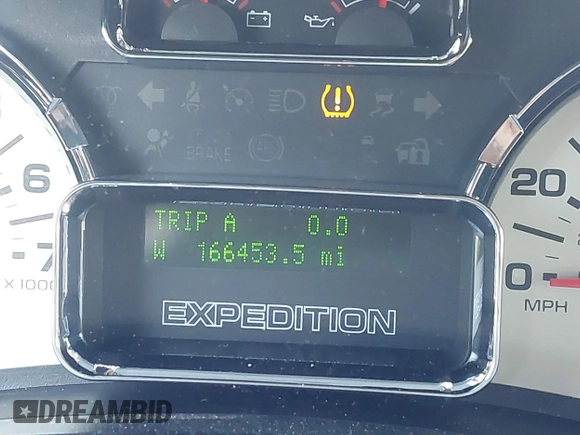 BRAKE
6
7
X 1000
20
0
MPH
TRIP A 0.0
W 166453.5 mi
EXPEDITION
DREAMBID